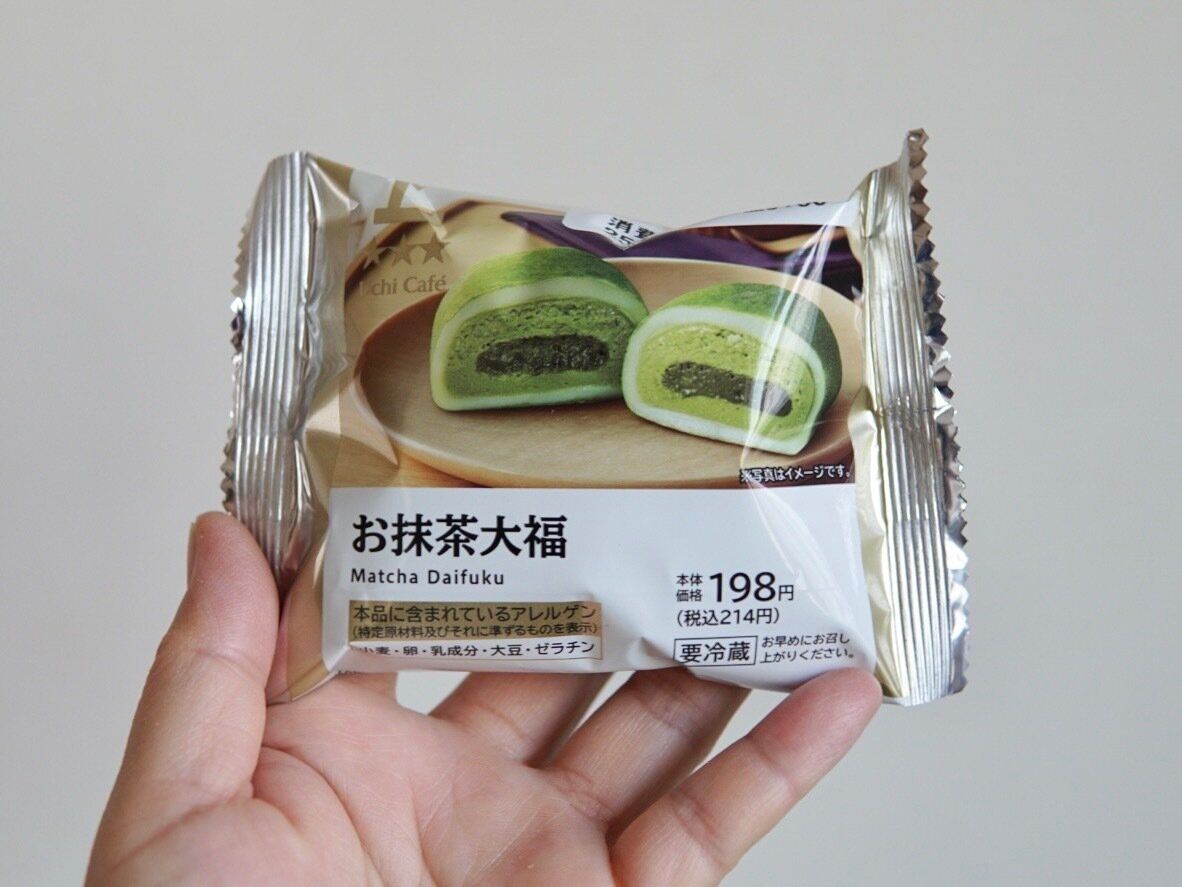 Uchi Café
消費
※写真はイメージです。
お抹茶大福
Matcha Daifuku
本品に含まれているアレルゲン
(特定原材料及びそれに準ずるものを表示)
小麦・卵・乳成分・大豆・ゼラチン
本体
価格 198円
(税込214円)
要冷蔵
お早めにお召し
上がりください。